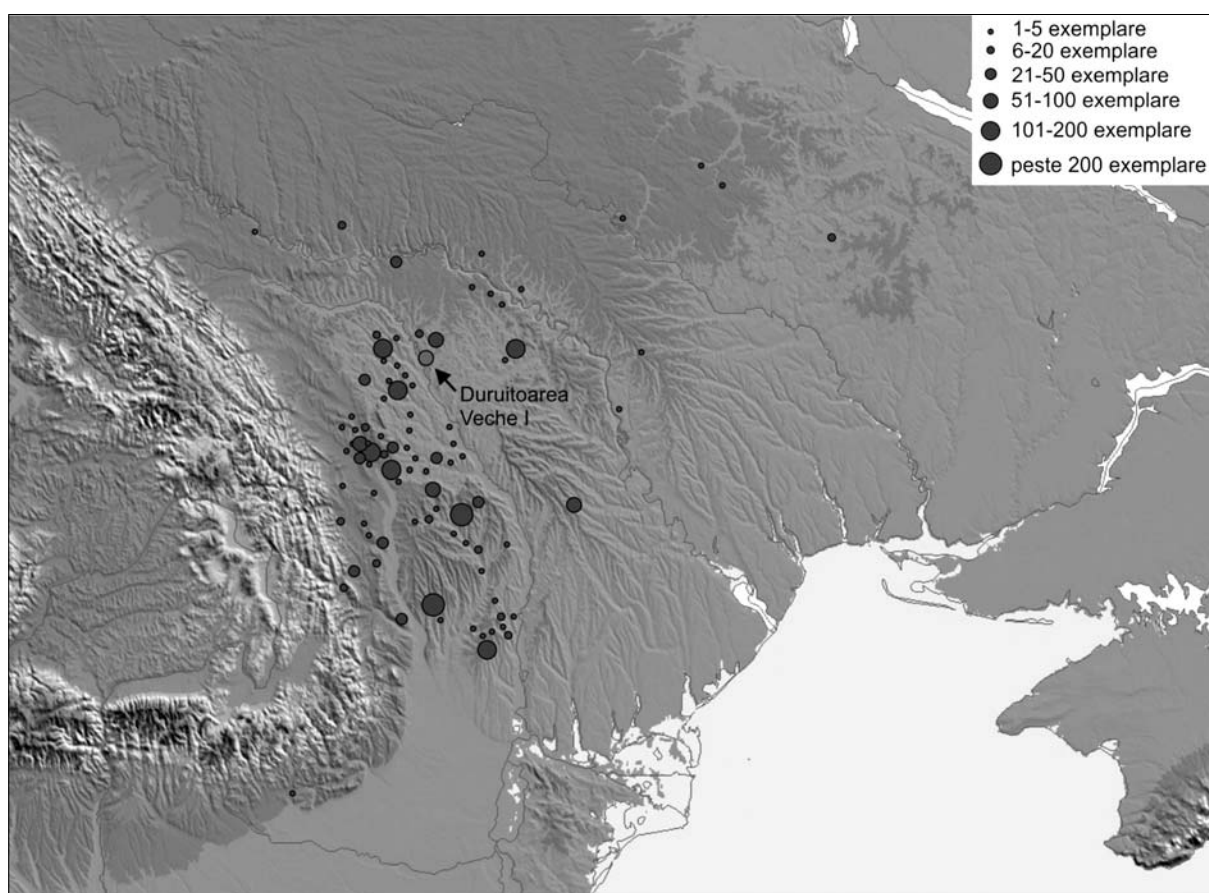 1-5 exemplare
6-20 exemplare
21-50 exemplare
51-100 exemplare
101-200 exemplare
peste 200 exemplare
Duruitoarea
Veche I